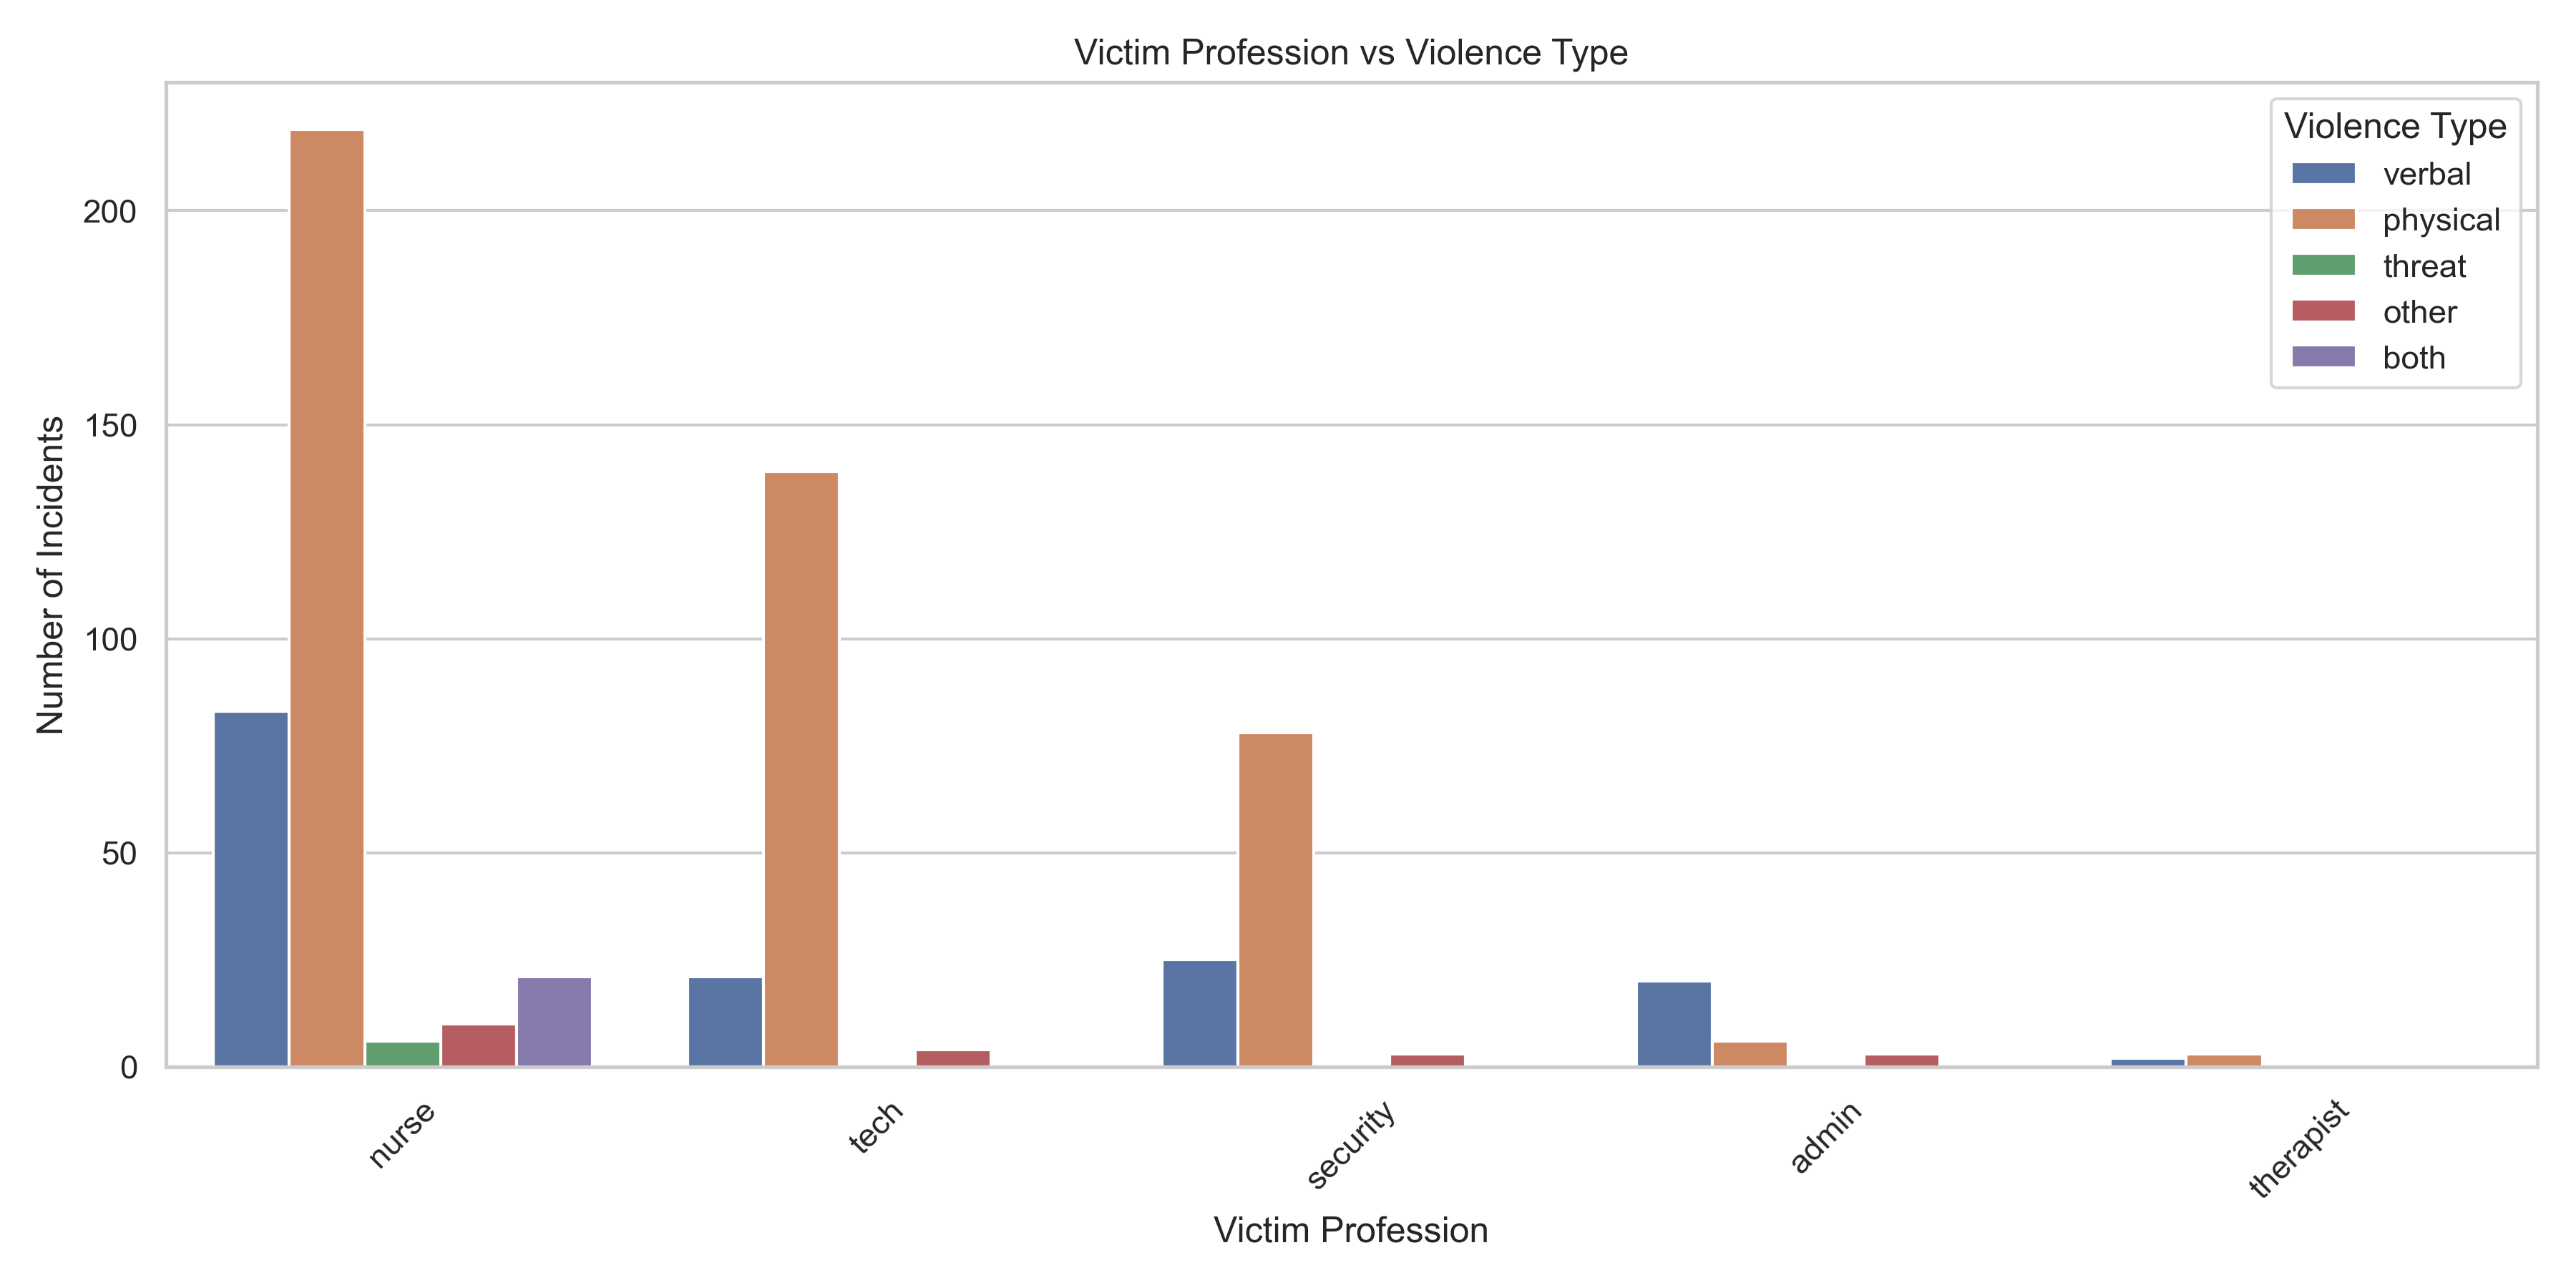 Victim Profession vs Violence Type
Violence Type
verbal
physical
threat
other
both
Number of Incidents
200
150
100
50
0
nurse
tech
security
admin
therapist
Victim Profession